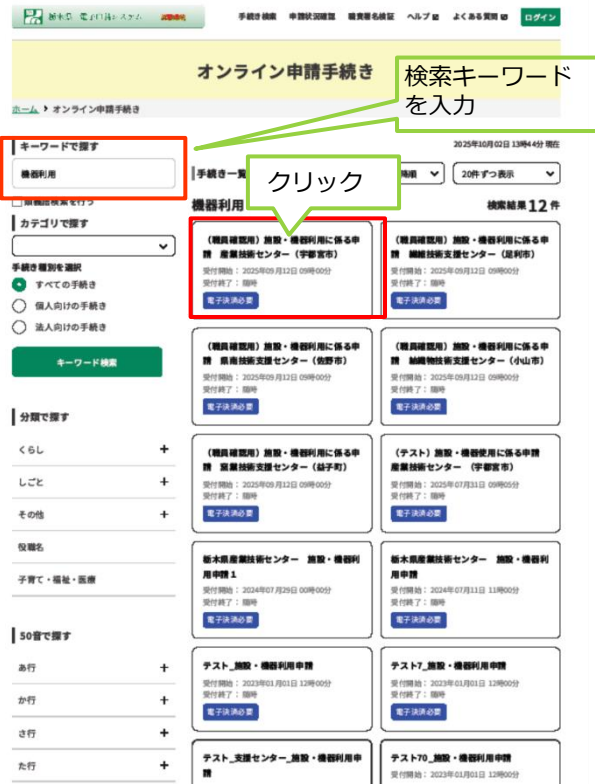 栃木県 電子申請システム
手続き検索 申請状況確認 職責署名検証 ヘルプ よくある質問 ログイン
オンライン申請手続き
検索キーワード
を入力
ホーム オンライン申請手続き
2025年10月02日 13時44分 現在
キーワードで探す
機器利用
類義語検索を行う
カテゴリで探す
手続き種別を選択
すべての手続き
個人向けの手続き
法人向けの手続き
キーワード検索
分類で探す
くらし +
しごと +
その他 +
役職名
子育て・福祉・医療
50音で探す
あ行 +
か行 +
さ行 +
た行 +
手続き一覧
20件ずつ表示
クリック
機器利用
検索結果 12 件
(職員確認用)施設・機器利用に係る申
請 産業技術センター(宇都宮市)
受付開始:2025年09月12日 09時00分
受付終了:随時
電子決済必要
(職員確認用)施設・機器利用に係る申
請 繊維技術支援センター(足利市)
受付開始:2025年09月12日 09時00分
受付終了:随時
電子決済必要
(職員確認用)施設・機器利用に係る申
請 県南技術支援センター(佐野市)
受付開始:2025年09月12日 09時00分
受付終了:随時
電子決済必要
(職員確認用)施設・機器利用に係る申
請 紬織物技術支援センター(小山市)
受付開始:2025年09月12日 09時00分
受付終了:随時
電子決済必要
(職員確認用)施設・機器利用に係る申
請 窯業技術支援センター(益子町)
受付開始:2025年09月12日 09時00分
受付終了:随時
電子決済必要
(テスト)施設・機器使用に係る申請
産業技術センター (宇都宮市)
受付開始:2025年07月31日 09時05分
受付終了:随時
電子決済必要
栃木県産業技術センター 施設・機器利
用申請1
受付開始:2024年07月29日 00時00分
受付終了:随時
電子決済必要
栃木県産業技術センター 施設・機器利
用申請
受付開始:2024年07月11日 11時00分
受付終了:随時
電子決済必要
テスト_施設・機器利用申請
受付開始:2023年01月01日 12時00分
受付終了:随時
電子決済必要
テスト7_施設・機器利用申請
受付開始:2023年01月01日 12時00分
受付終了:随時
電子決済必要
テスト_支援センター_施設・機器利用申
請
テスト70_施設・機器利用申請
受付開始:2023年01月01日 12時00分